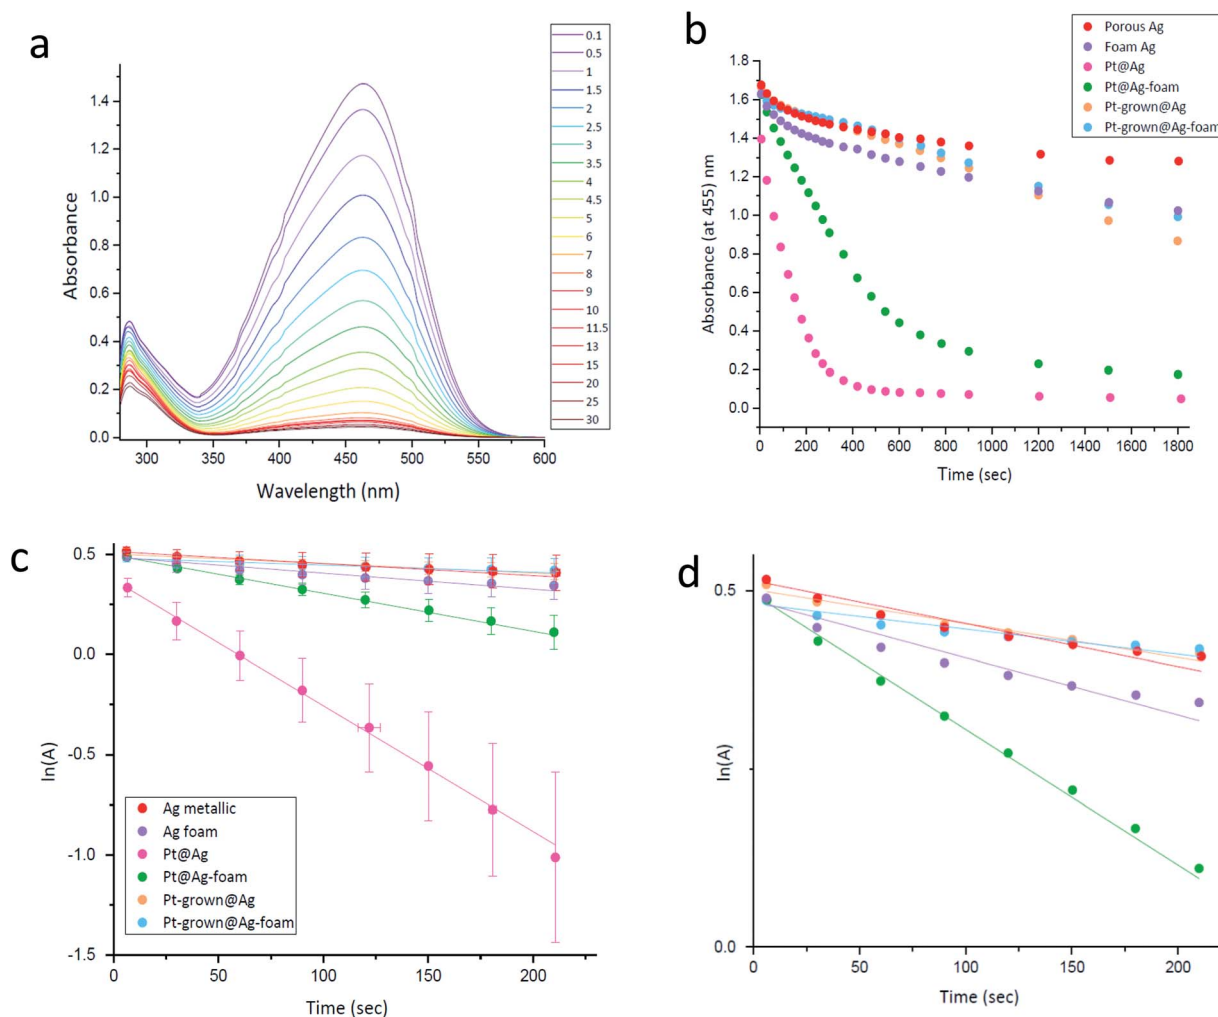 a
0.1
0.5
1
1.5
2
2.5
3
3.5
4
4.5
5
6
7
8
9
10
11.5
13
15
20
25
30
1.4
1.2
1.0
0.8
0.6
0.4
0.2
0.0
Absorbance
300 350 400 450 500 550 600
Wavelength (nm)
b
Porous Ag
Foam Ag
Pt@Ag
Pt@Ag-foam
Pt-grown@Ag
Pt-grown@Ag-foam
1.8
1.6
1.4
1.2
1.0
0.8
0.6
0.4
0.2
0.0
Absorbance (at 455) nm
0 200 400 600 800 1000 1200 1400 1600 1800
Time (sec)
c
0.5
0.0
-0.5
-1.0
-1.5
ln(A)
Ag metallic
Ag foam
Pt@Ag
Pt@Ag-foam
Pt-grown@Ag
Pt-grown@Ag-foam
0 50 100 150 200
Time (sec)
d
0.5
0.0
ln(A)
0 50 100 150 200
Time (sec)